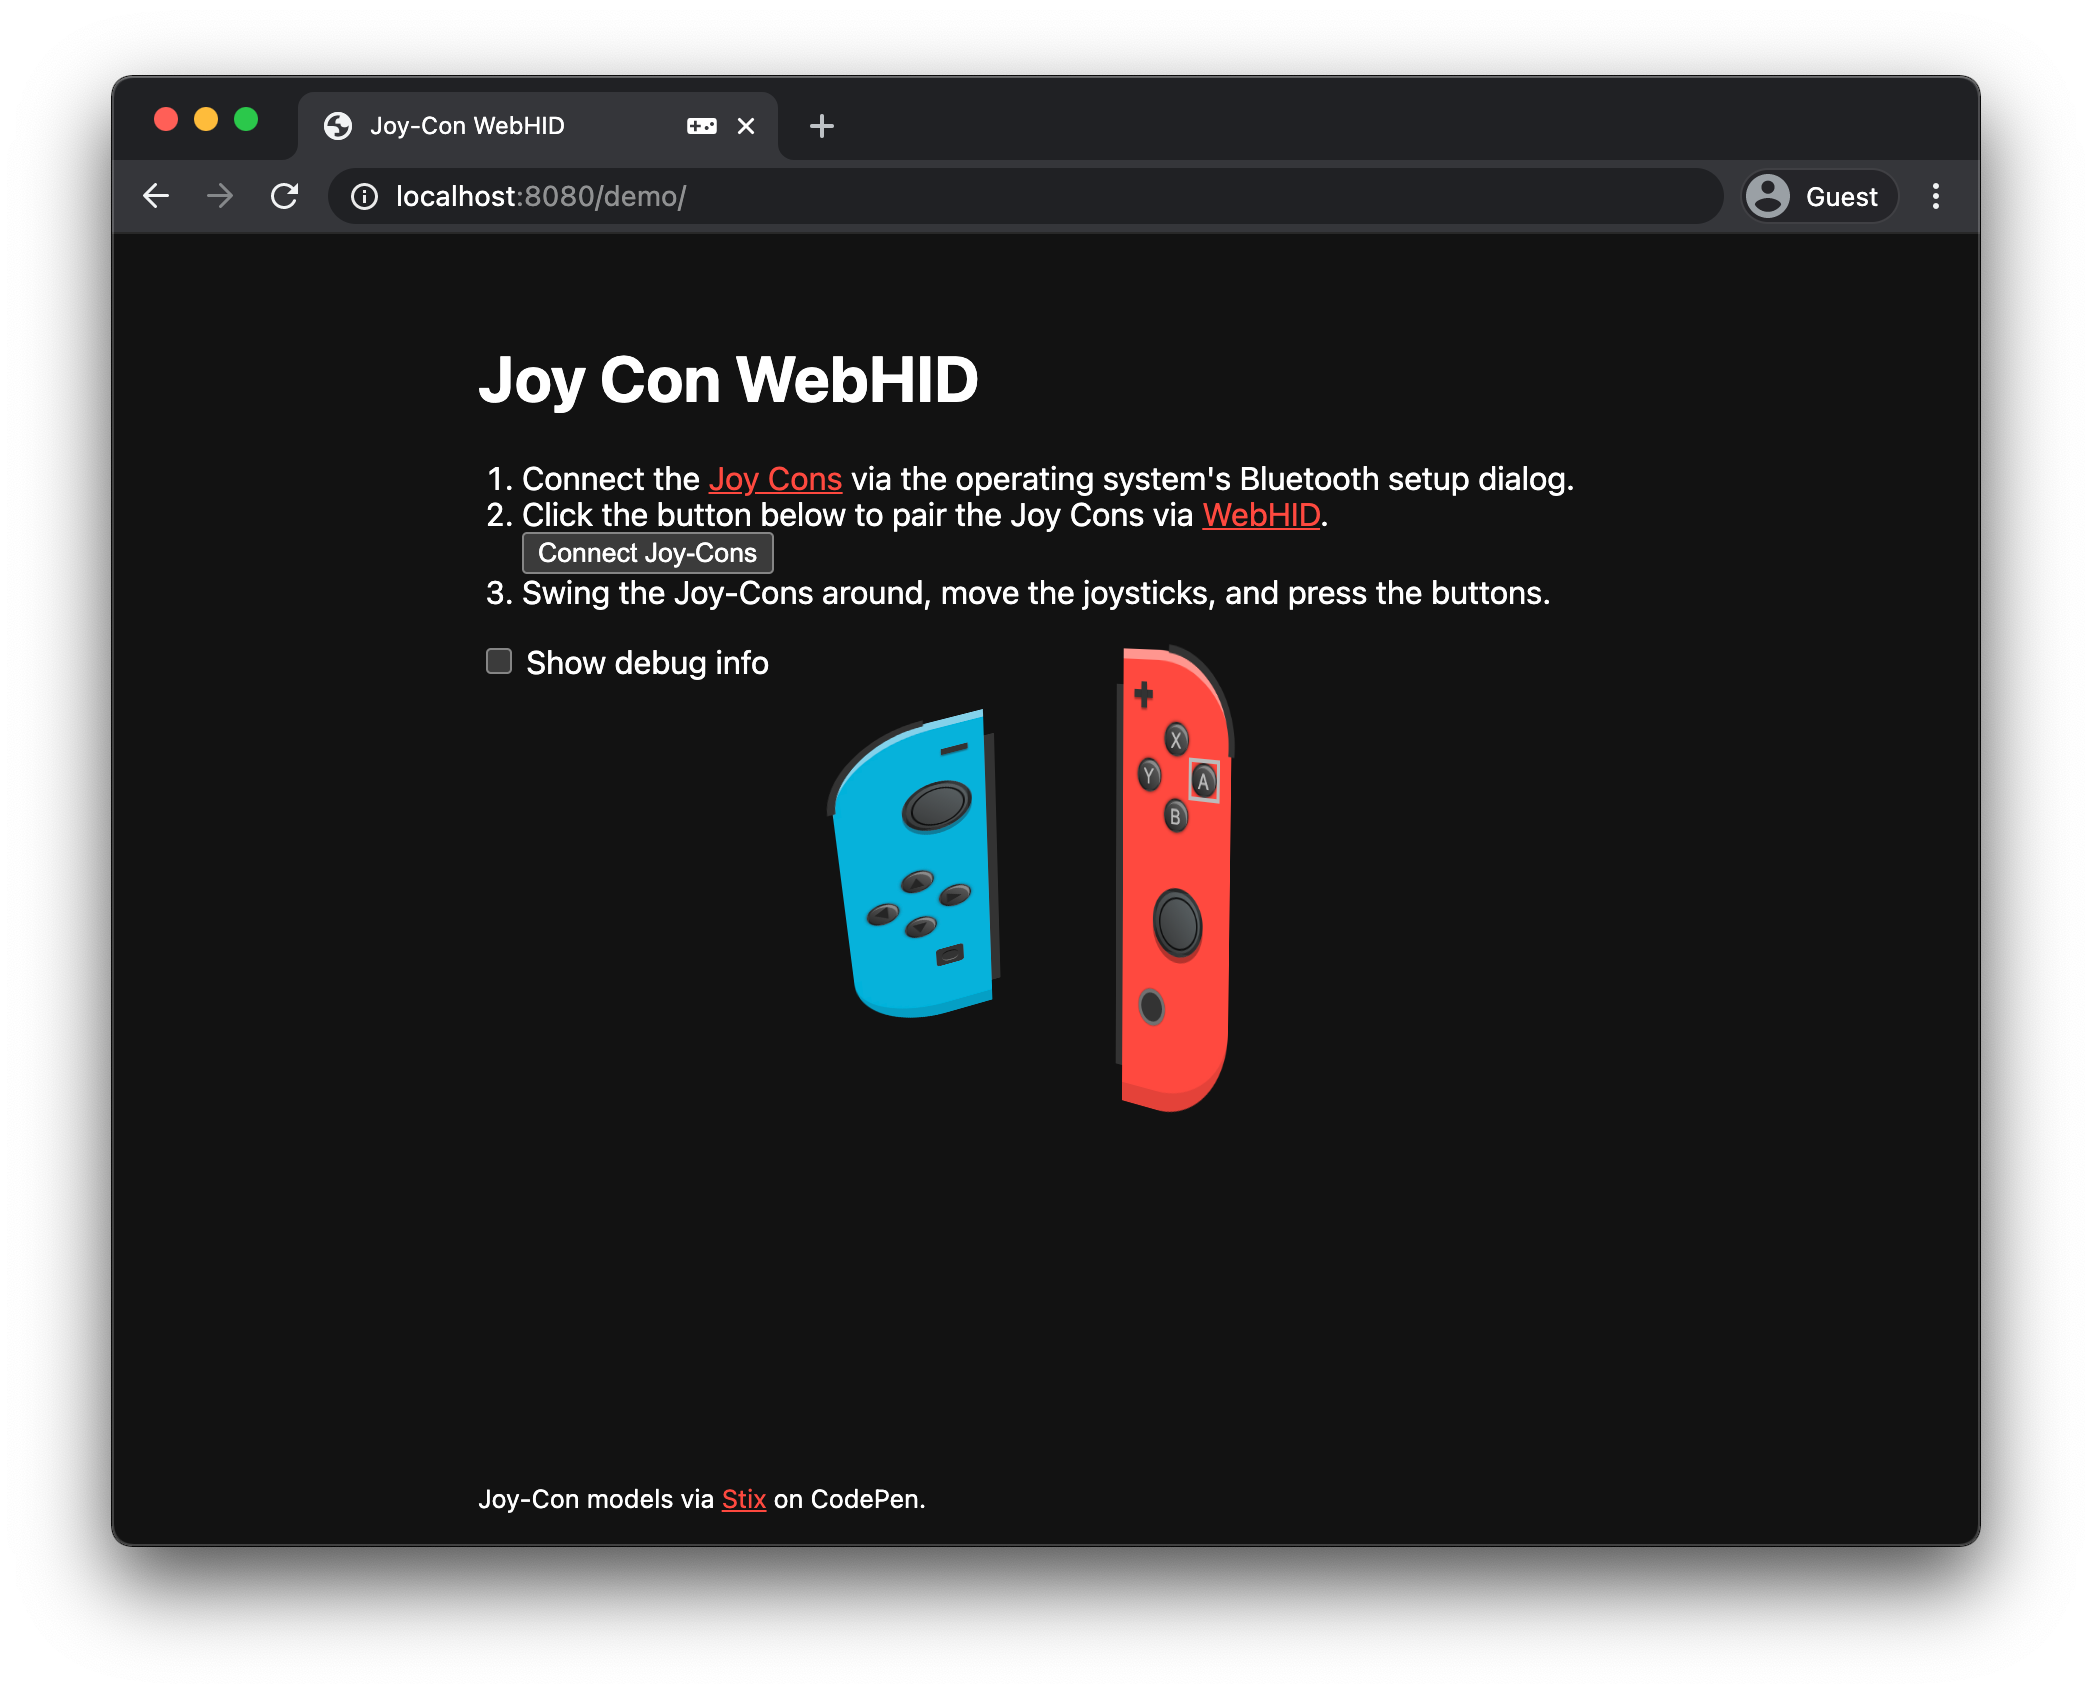 Joy-Con WebHID
localhost:8080/demo/
Guest
Joy Con WebHID
1. Connect the Joy Cons via the operating system's Bluetooth setup dialog.
2. Click the button below to pair the Joy Cons via WebHID.
Connect Joy-Cons
3. Swing the Joy-Cons around, move the joysticks, and press the buttons.
Show debug info
X
Y
A
B
Joy-Con models via Stix on CodePen.